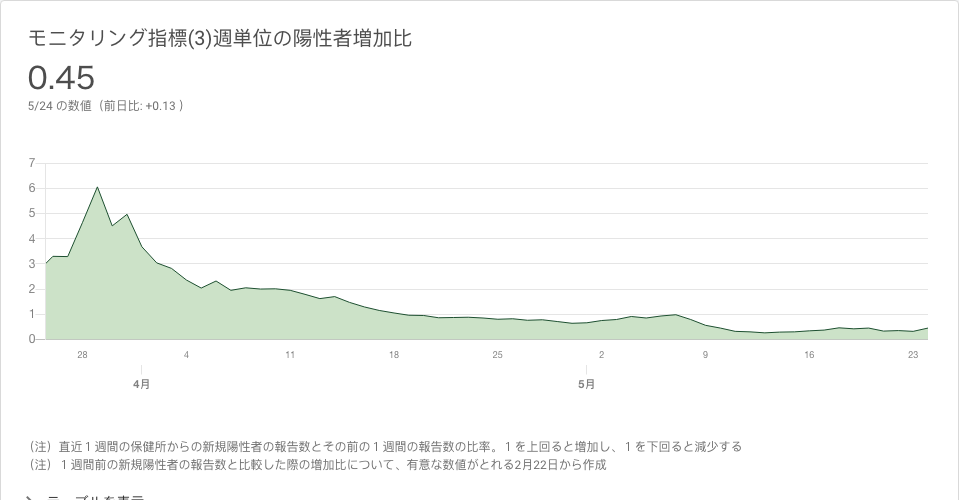 モニタリング指標(3)週単位の陽性者増加比
0.45
5/24 の数値（前日比: +0.13 ）
7
6
5
4
3
2
1
0
28 4 11 18 25 2 9 16 23
4月 5月
（注）直近１週間の保健所からの新規陽性者の報告数とその前の１週間の報告数の比率。１を上回ると増加し、１を下回ると減少する
（注）１週間前の新規陽性者の報告数と比較した際の増加比について、有意な数値がとれる2月22日から作成
テーブルを表示